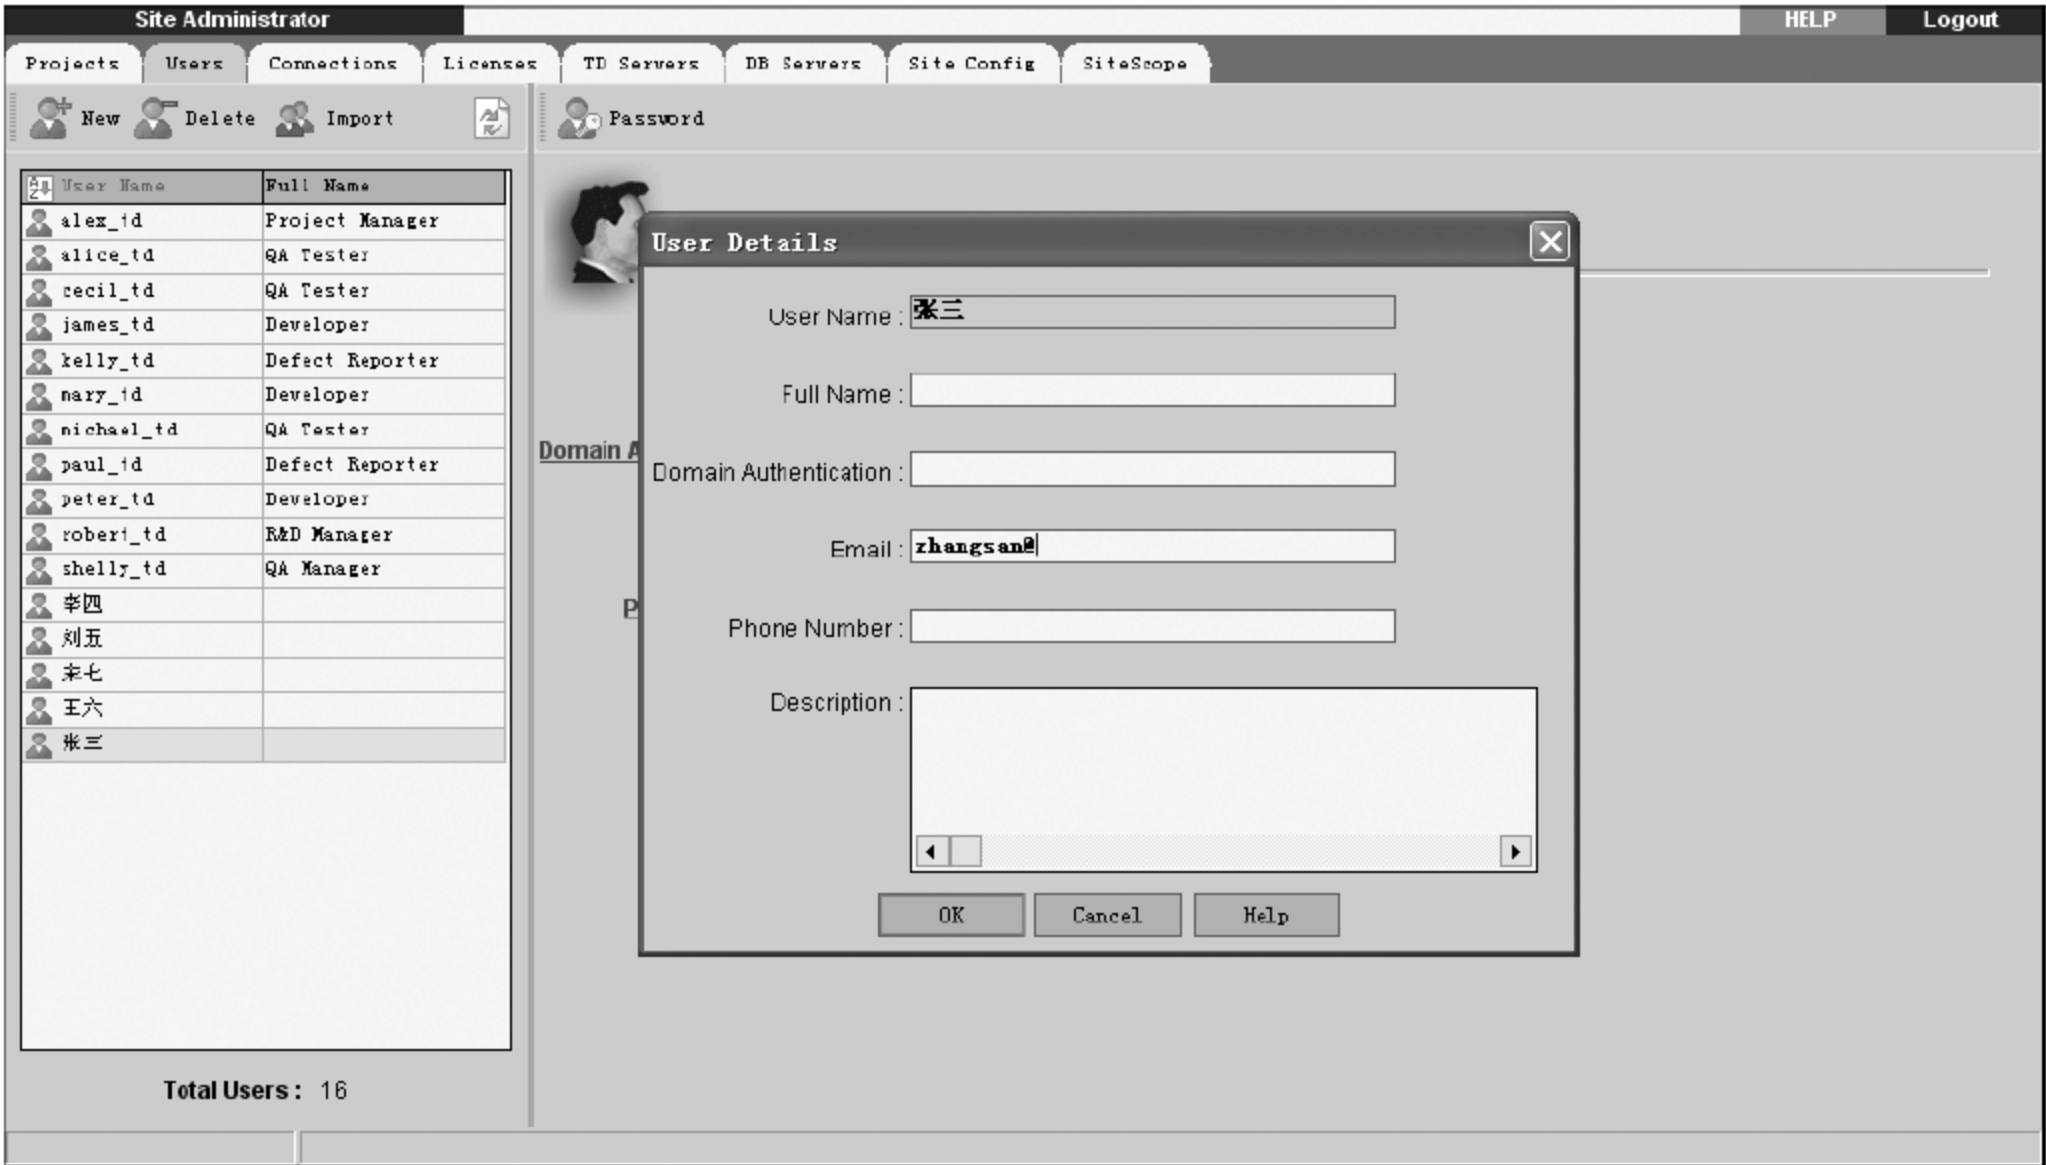 Site Administrator
HELP
Logout
Projects
Users
Connections
Licenses
TD Servers
DB Servers
Site Config
SiteScope
New
Delete
Import
Password
User Name
Full Name
alex_td
Project Manager
alice_td
QA Tester
cecil_td
QA Tester
james_td
Developer
kelly_td
Defect Reporter
mary_td
Developer
michael_td
QA Tester
paul_td
Defect Reporter
peter_td
Developer
robert_td
R&D Manager
shelly_td
QA Manager
李四
刘五
宋七
王六
张三
Total Users : 16
Domain A
P
User Details
User Name : 张三
Full Name :
Domain Authentication :
Email : zhangsan@
Phone Number :
Description :
OK
Cancel
Help